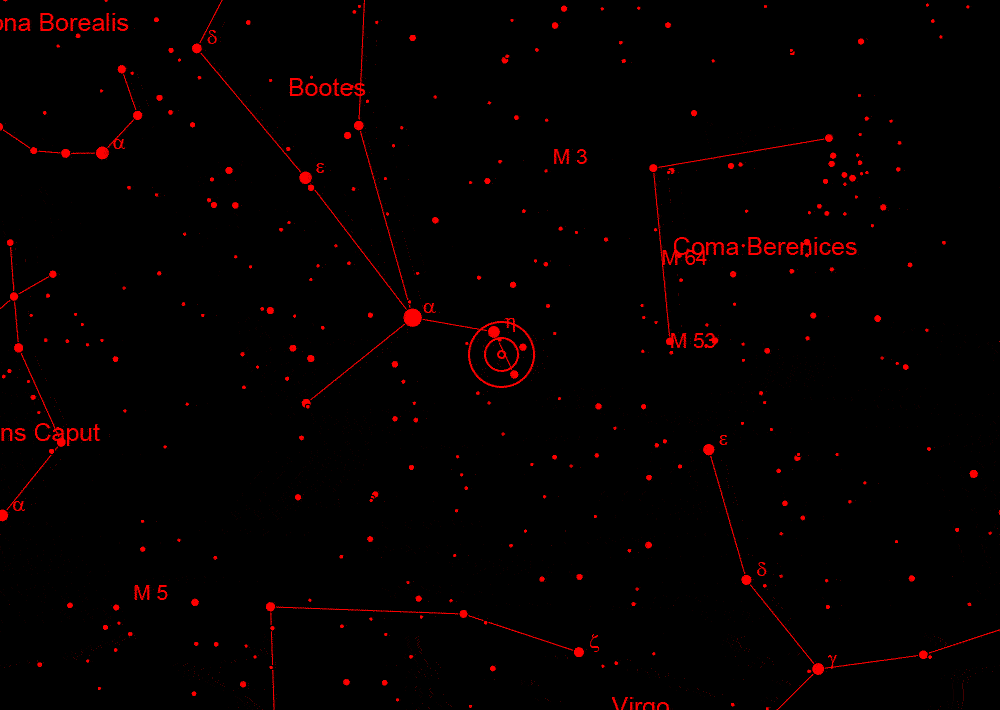 ona Borealis
δ
Bootes
α
ε
M 3
Coma Berenices
M 64
α
η
M 53
ns Caput
ε
α
δ
M 5
ζ
γ
Virgo